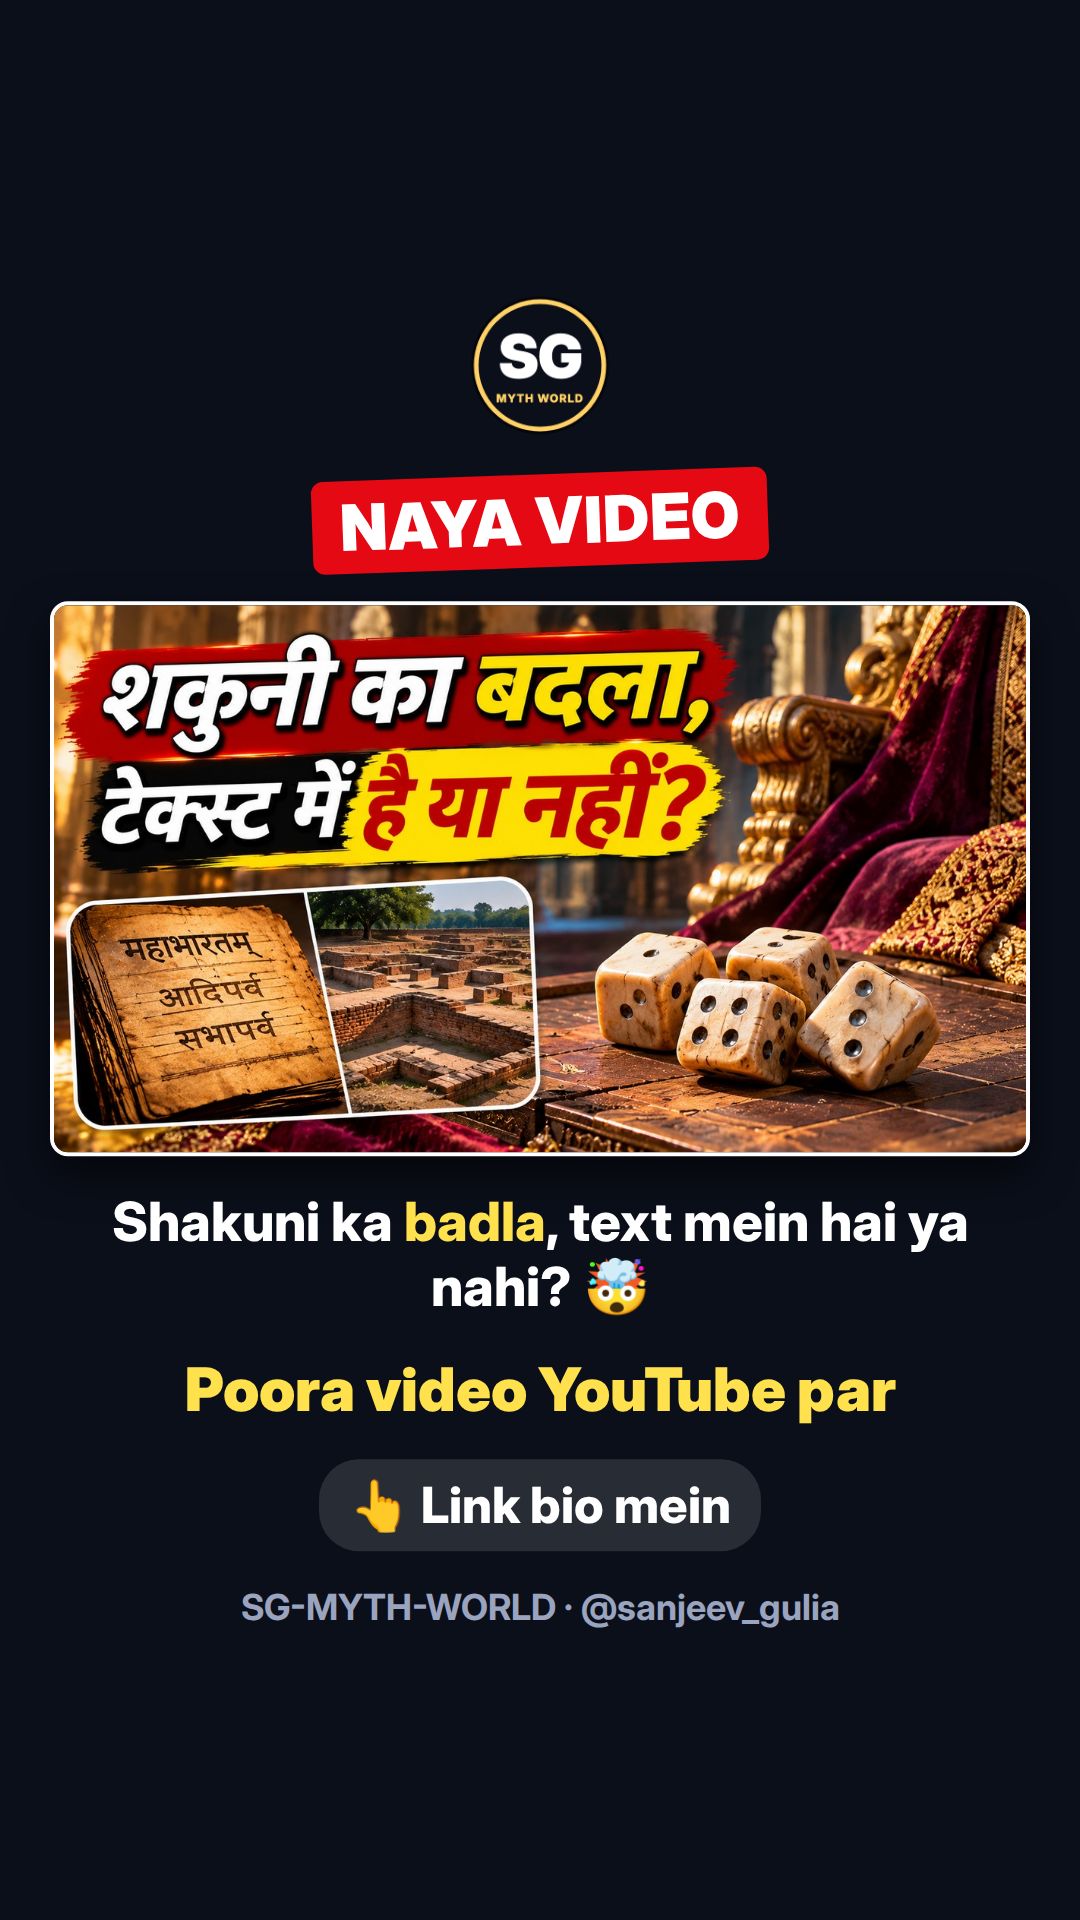 SG
MYTH WORLD
NAYA VIDEO
शकुनी का बदला,
टेक्स्ट में है या नहीं?
महाभारतम्
आदिपर्व
सभापर्व
Shakuni ka badla, text mein hai ya
nahi? 🤯
Poora video YouTube par
👆 Link bio mein
SG-MYTH-WORLD · @sanjeev_gulia